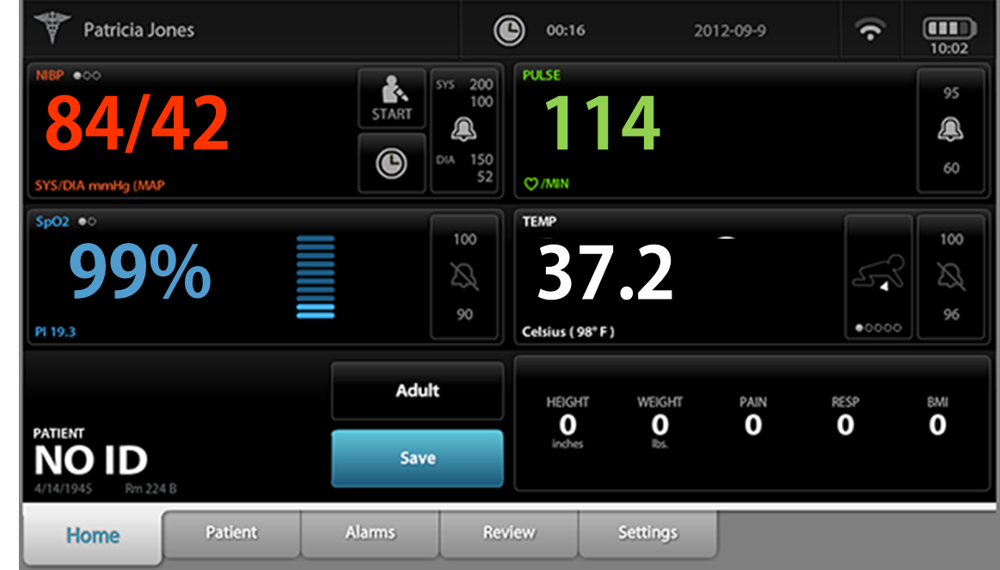 Patricia Jones
00:16
2012-09-9
10:02
NIBP
84/42
START
SYS 200
100
DIA 150
52
SYS/DIA mmHg (MAP
PULSE
114
95
60
/MIN
SpO2
99%
100
90
PI 19.3
TEMP
37.2
100
96
Celsius ( 98° F )
PATIENT
NO ID
4/14/1945 Rm 224 B
Adult
Save
HEIGHT WEIGHT PAIN RESP BMI
0 0 0 0 0
inches lbs.
Home Patient Alarms Review Settings